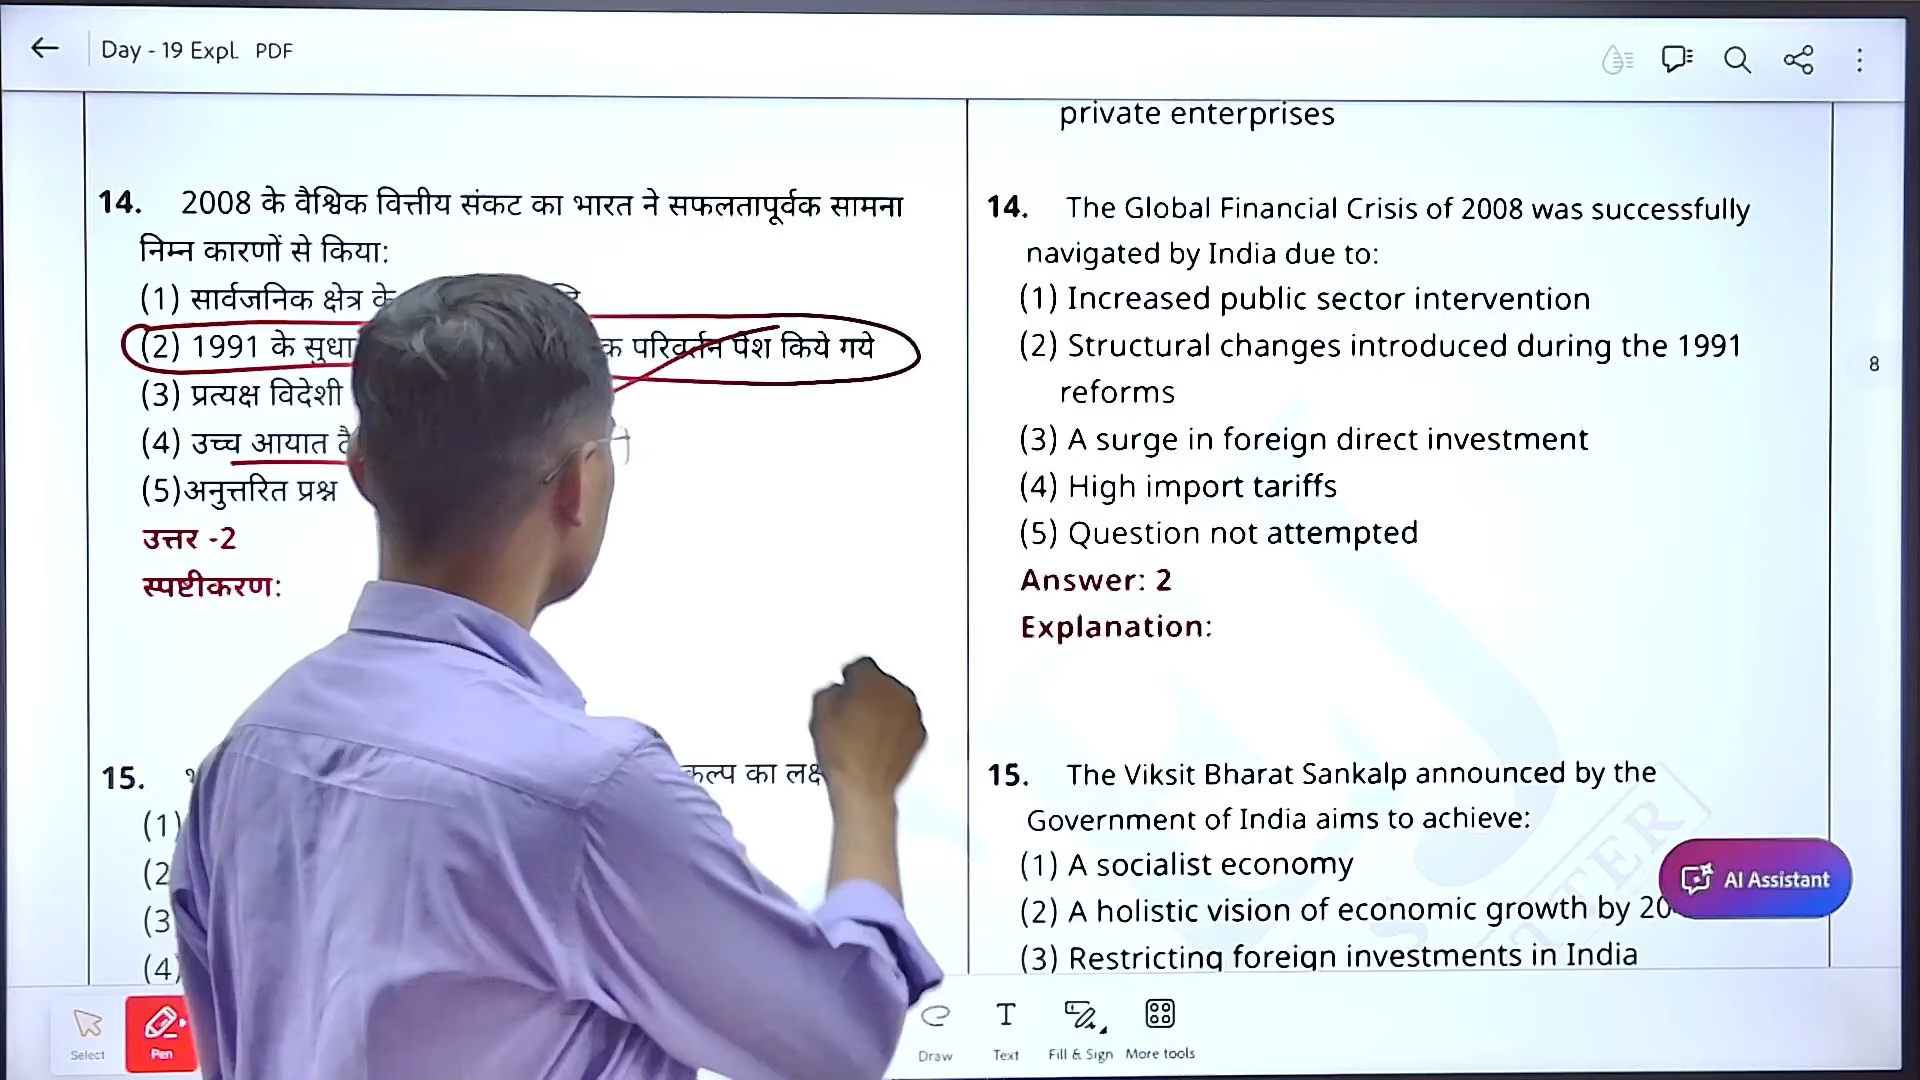 Day - 19 Expl. PDF
private enterprises
14. 2008 के वैश्विक वित्तीय संकट का भारत ने सफलतापूर्वक सामना
निम्न कारणों से किया:
(1) सार्वजनिक क्षेत्र के
(2) 1991 के सुधा परिवर्तन पेश किये गये
(3) प्रत्यक्ष विदेशी
(4) उच्च आयात
(5)अनुत्तरित प्रश्न
उत्तर -2
स्पष्टीकरण:
15. कल्प का
(1)
(2
(3
(4)
14. The Global Financial Crisis of 2008 was successfully
navigated by India due to:
(1) Increased public sector intervention
(2) Structural changes introduced during the 1991
reforms
(3) A surge in foreign direct investment
(4) High import tariffs
(5) Question not attempted
Answer: 2
Explanation:
15. The Viksit Bharat Sankalp announced by the
Government of India aims to achieve:
(1) A socialist economy
(2) A holistic vision of economic growth by 20
(3) Restricting foreign investments in India
8
AI Assistant
Select
Pen
Draw
Text
Fill & Sign
More tools